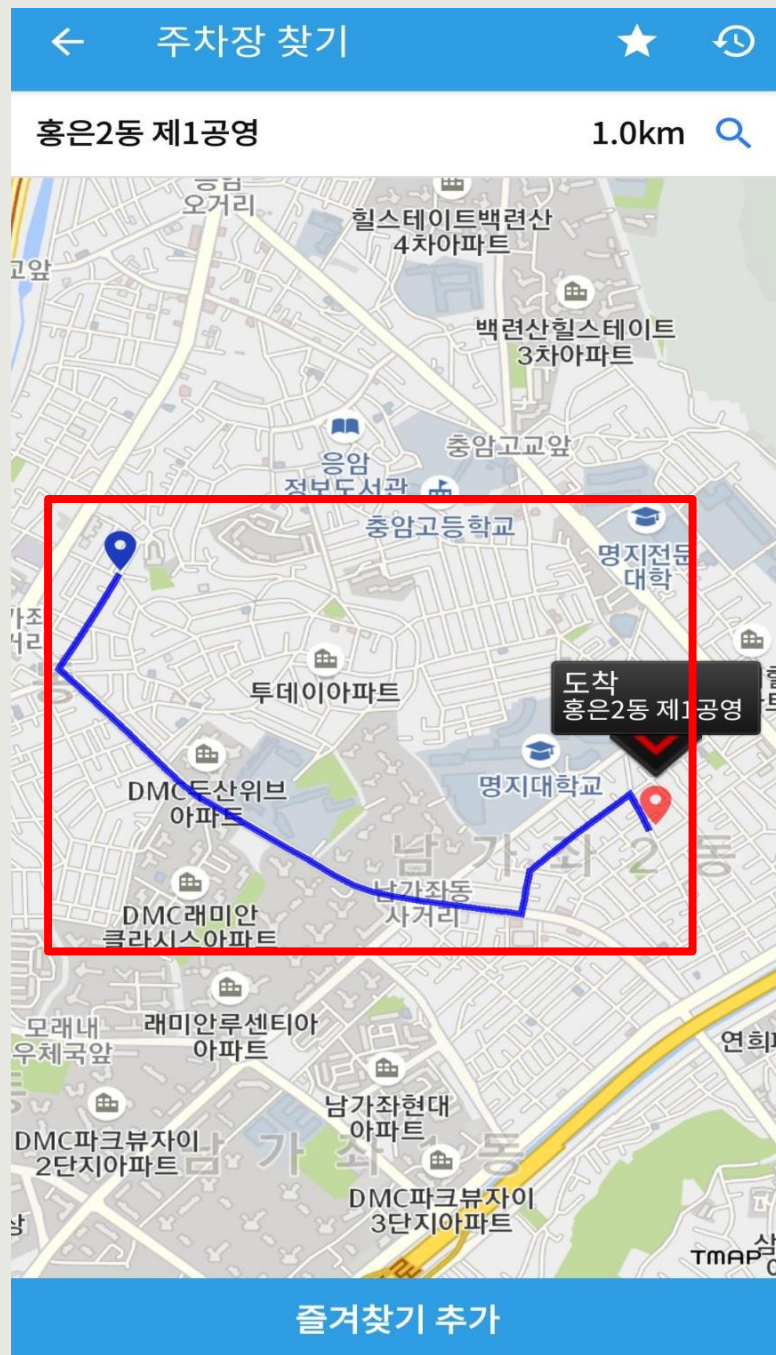 주차장 찾기
홍은2동 제1공영 1.0km
응암
오거리
힐스테이트백련산
4차아파트
고앞
백련산힐스테이트
3차아파트
응암
정보도서관
충암고교앞
충암고등학교
명지전문
대학
투데이아파트
도착
홍은2동 제1공영
DMC두산위브
아파트
명지대학교
남가좌2동
남가좌동
사거리
DMC래미안
클라시스아파트
모래내
우체국앞
래미안루센티아
아파트
연희
남가좌현대
아파트
DMC파크뷰자이
2단지아파트
남가좌1동
DMC파크뷰자이
3단지아파트
TMAP
즐겨찾기 추가